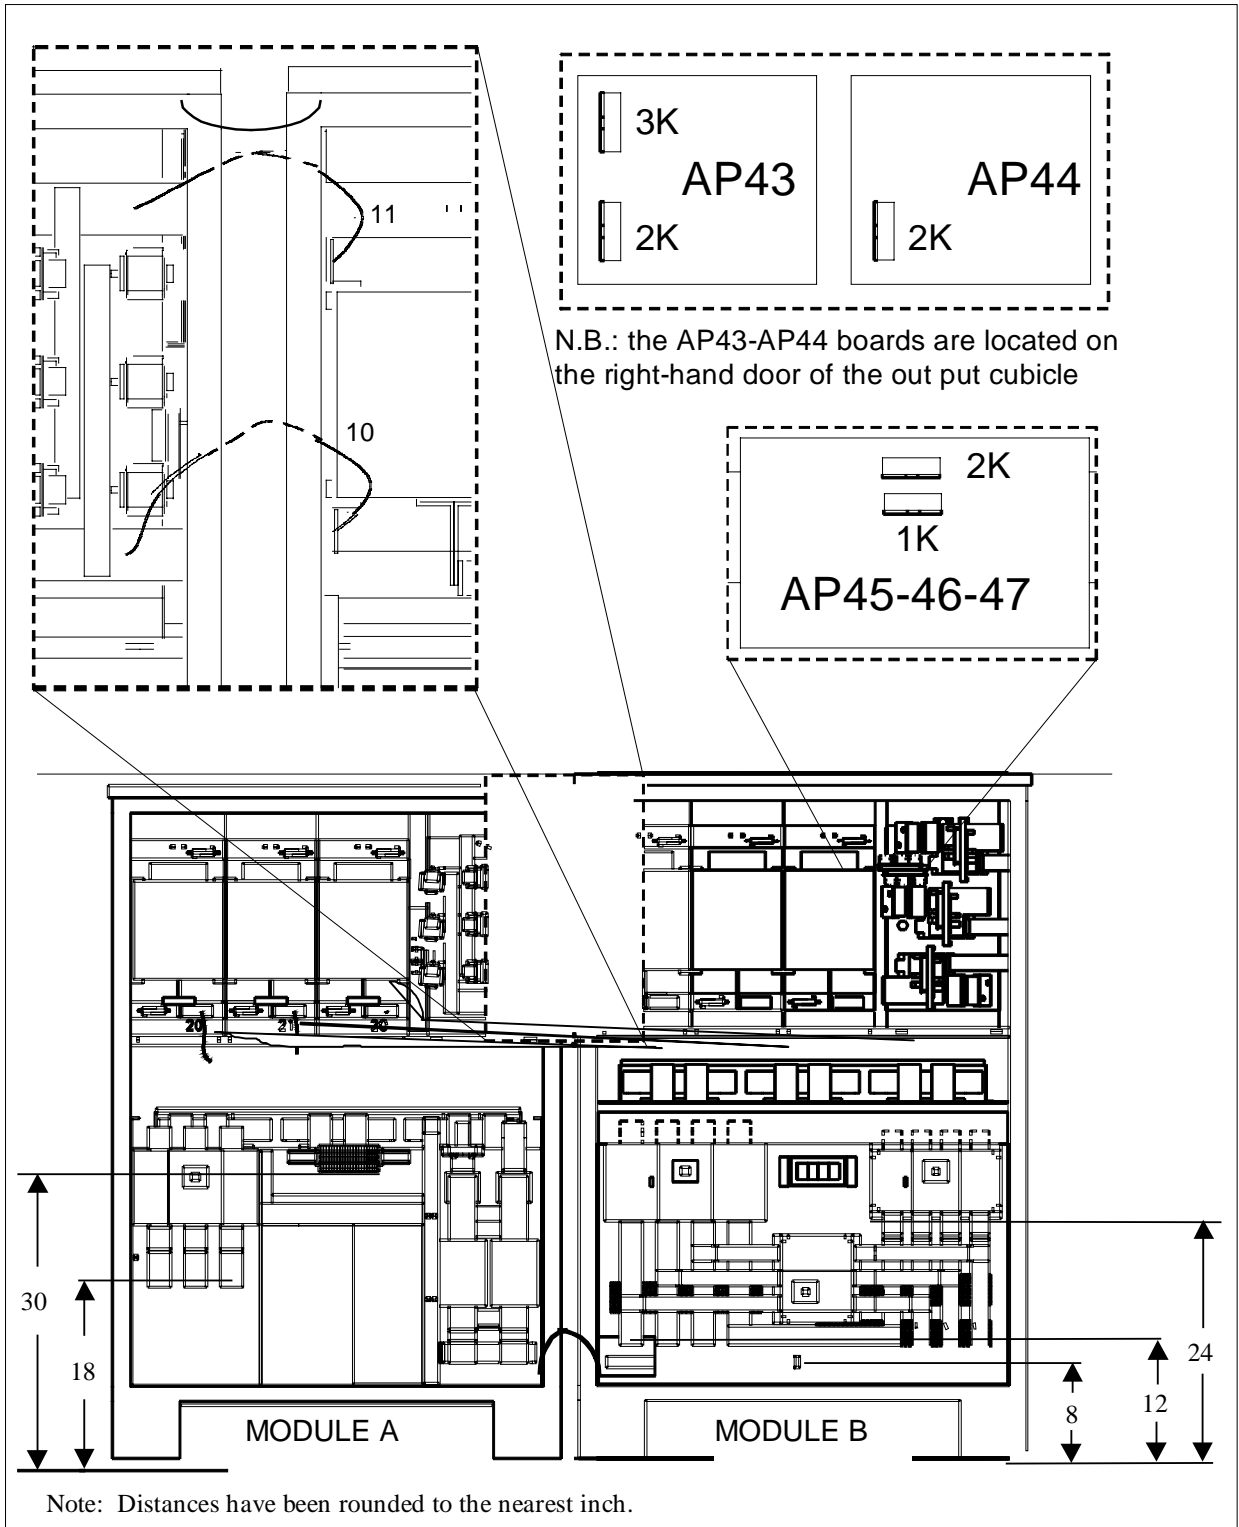 11
10
3K
AP43
2K
AP44
2K
N.B.: the AP43-AP44 boards are located on
the right-hand door of the out put cubicle
2K
1K
AP45-46-47
20
21
20
30
18
24
12
8
MODULE A
MODULE B
Note: Distances have been rounded to the nearest inch.